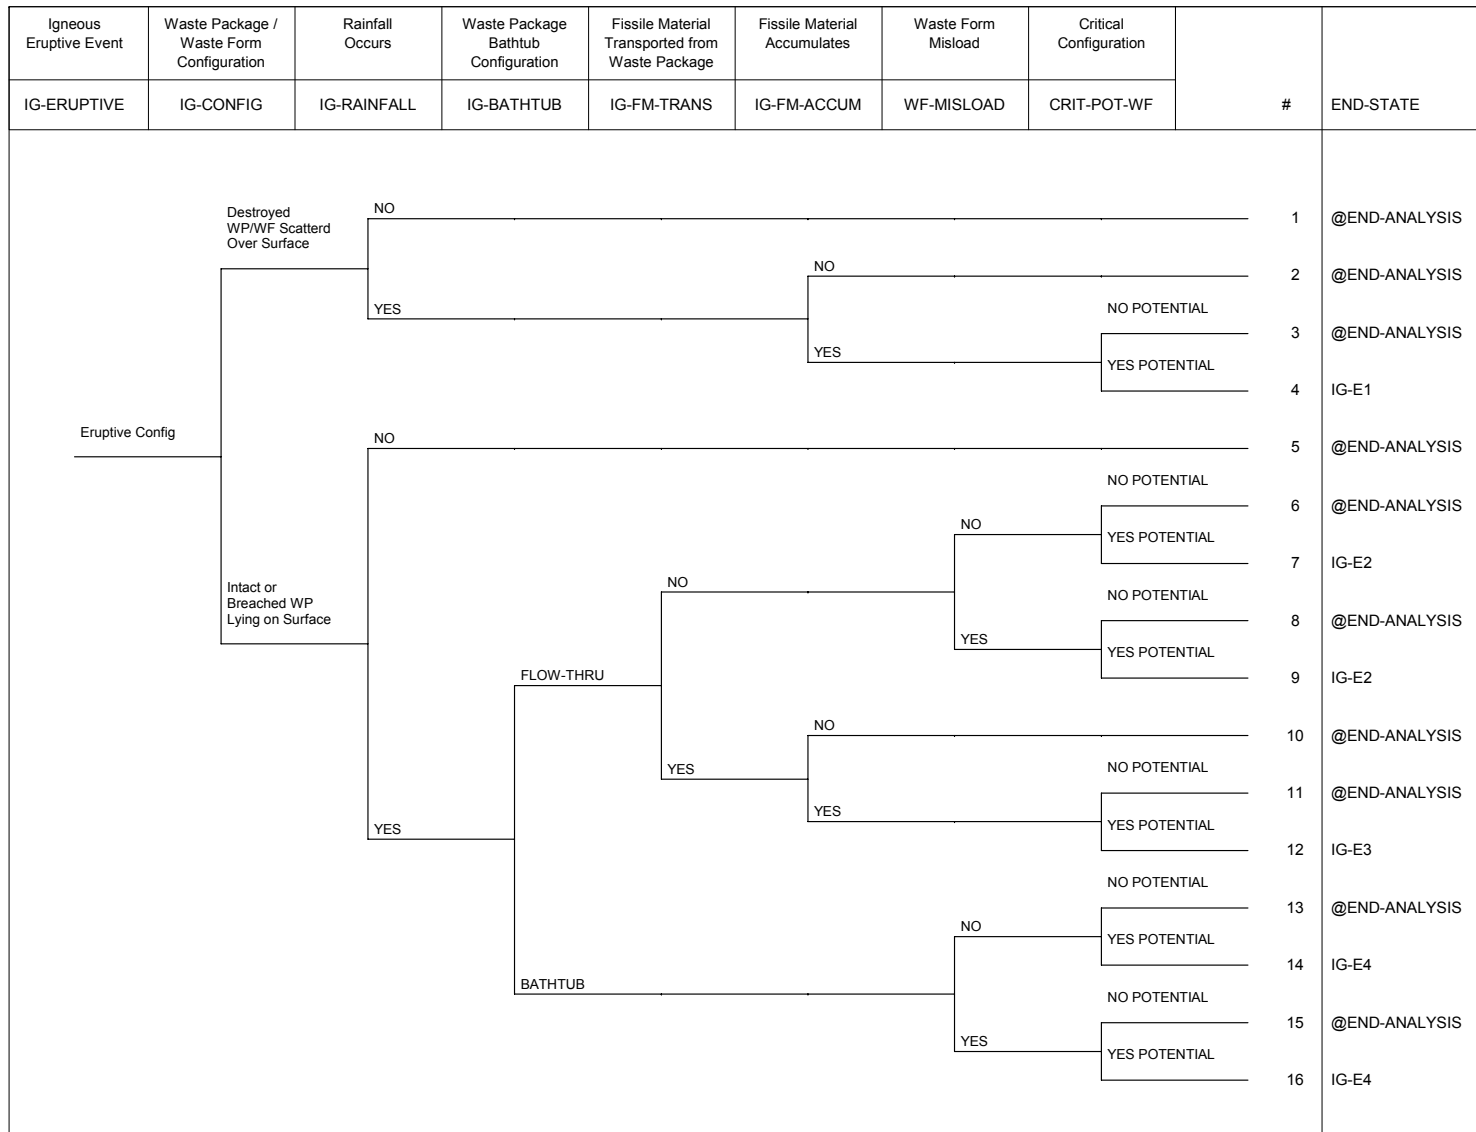 Igneous
Eruptive Event
Waste Package /
Waste Form
Configuration
Rainfall
Occurs
Waste Package
Bathtub
Configuration
Fissile Material
Transported from
Waste Package
Fissile Material
Accumulates
Waste Form
Misload
Critical
Configuration
IG-ERUPTIVE
IG-CONFIG
IG-RAINFALL
IG-BATHTUB
IG-FM-TRANS
IG-FM-ACCUM
WF-MISLOAD
CRIT-POT-WF
#
END-STATE
Destroyed
WP/WF Scatterd
Over Surface
NO
1 @END-ANALYSIS
NO
2 @END-ANALYSIS
YES
NO POTENTIAL
3 @END-ANALYSIS
YES
YES POTENTIAL
4 IG-E1
Eruptive Config
NO
5 @END-ANALYSIS
NO POTENTIAL
6 @END-ANALYSIS
NO
YES POTENTIAL
7 IG-E2
Intact or
Breached WP
Lying on Surface
NO
NO POTENTIAL
8 @END-ANALYSIS
YES
YES POTENTIAL
9 IG-E2
FLOW-THRU
NO
10 @END-ANALYSIS
YES
NO POTENTIAL
11 @END-ANALYSIS
YES
YES
YES POTENTIAL
12 IG-E3
NO POTENTIAL
13 @END-ANALYSIS
NO
YES POTENTIAL
14 IG-E4
BATHTUB
NO POTENTIAL
15 @END-ANALYSIS
YES
YES POTENTIAL
16 IG-E4